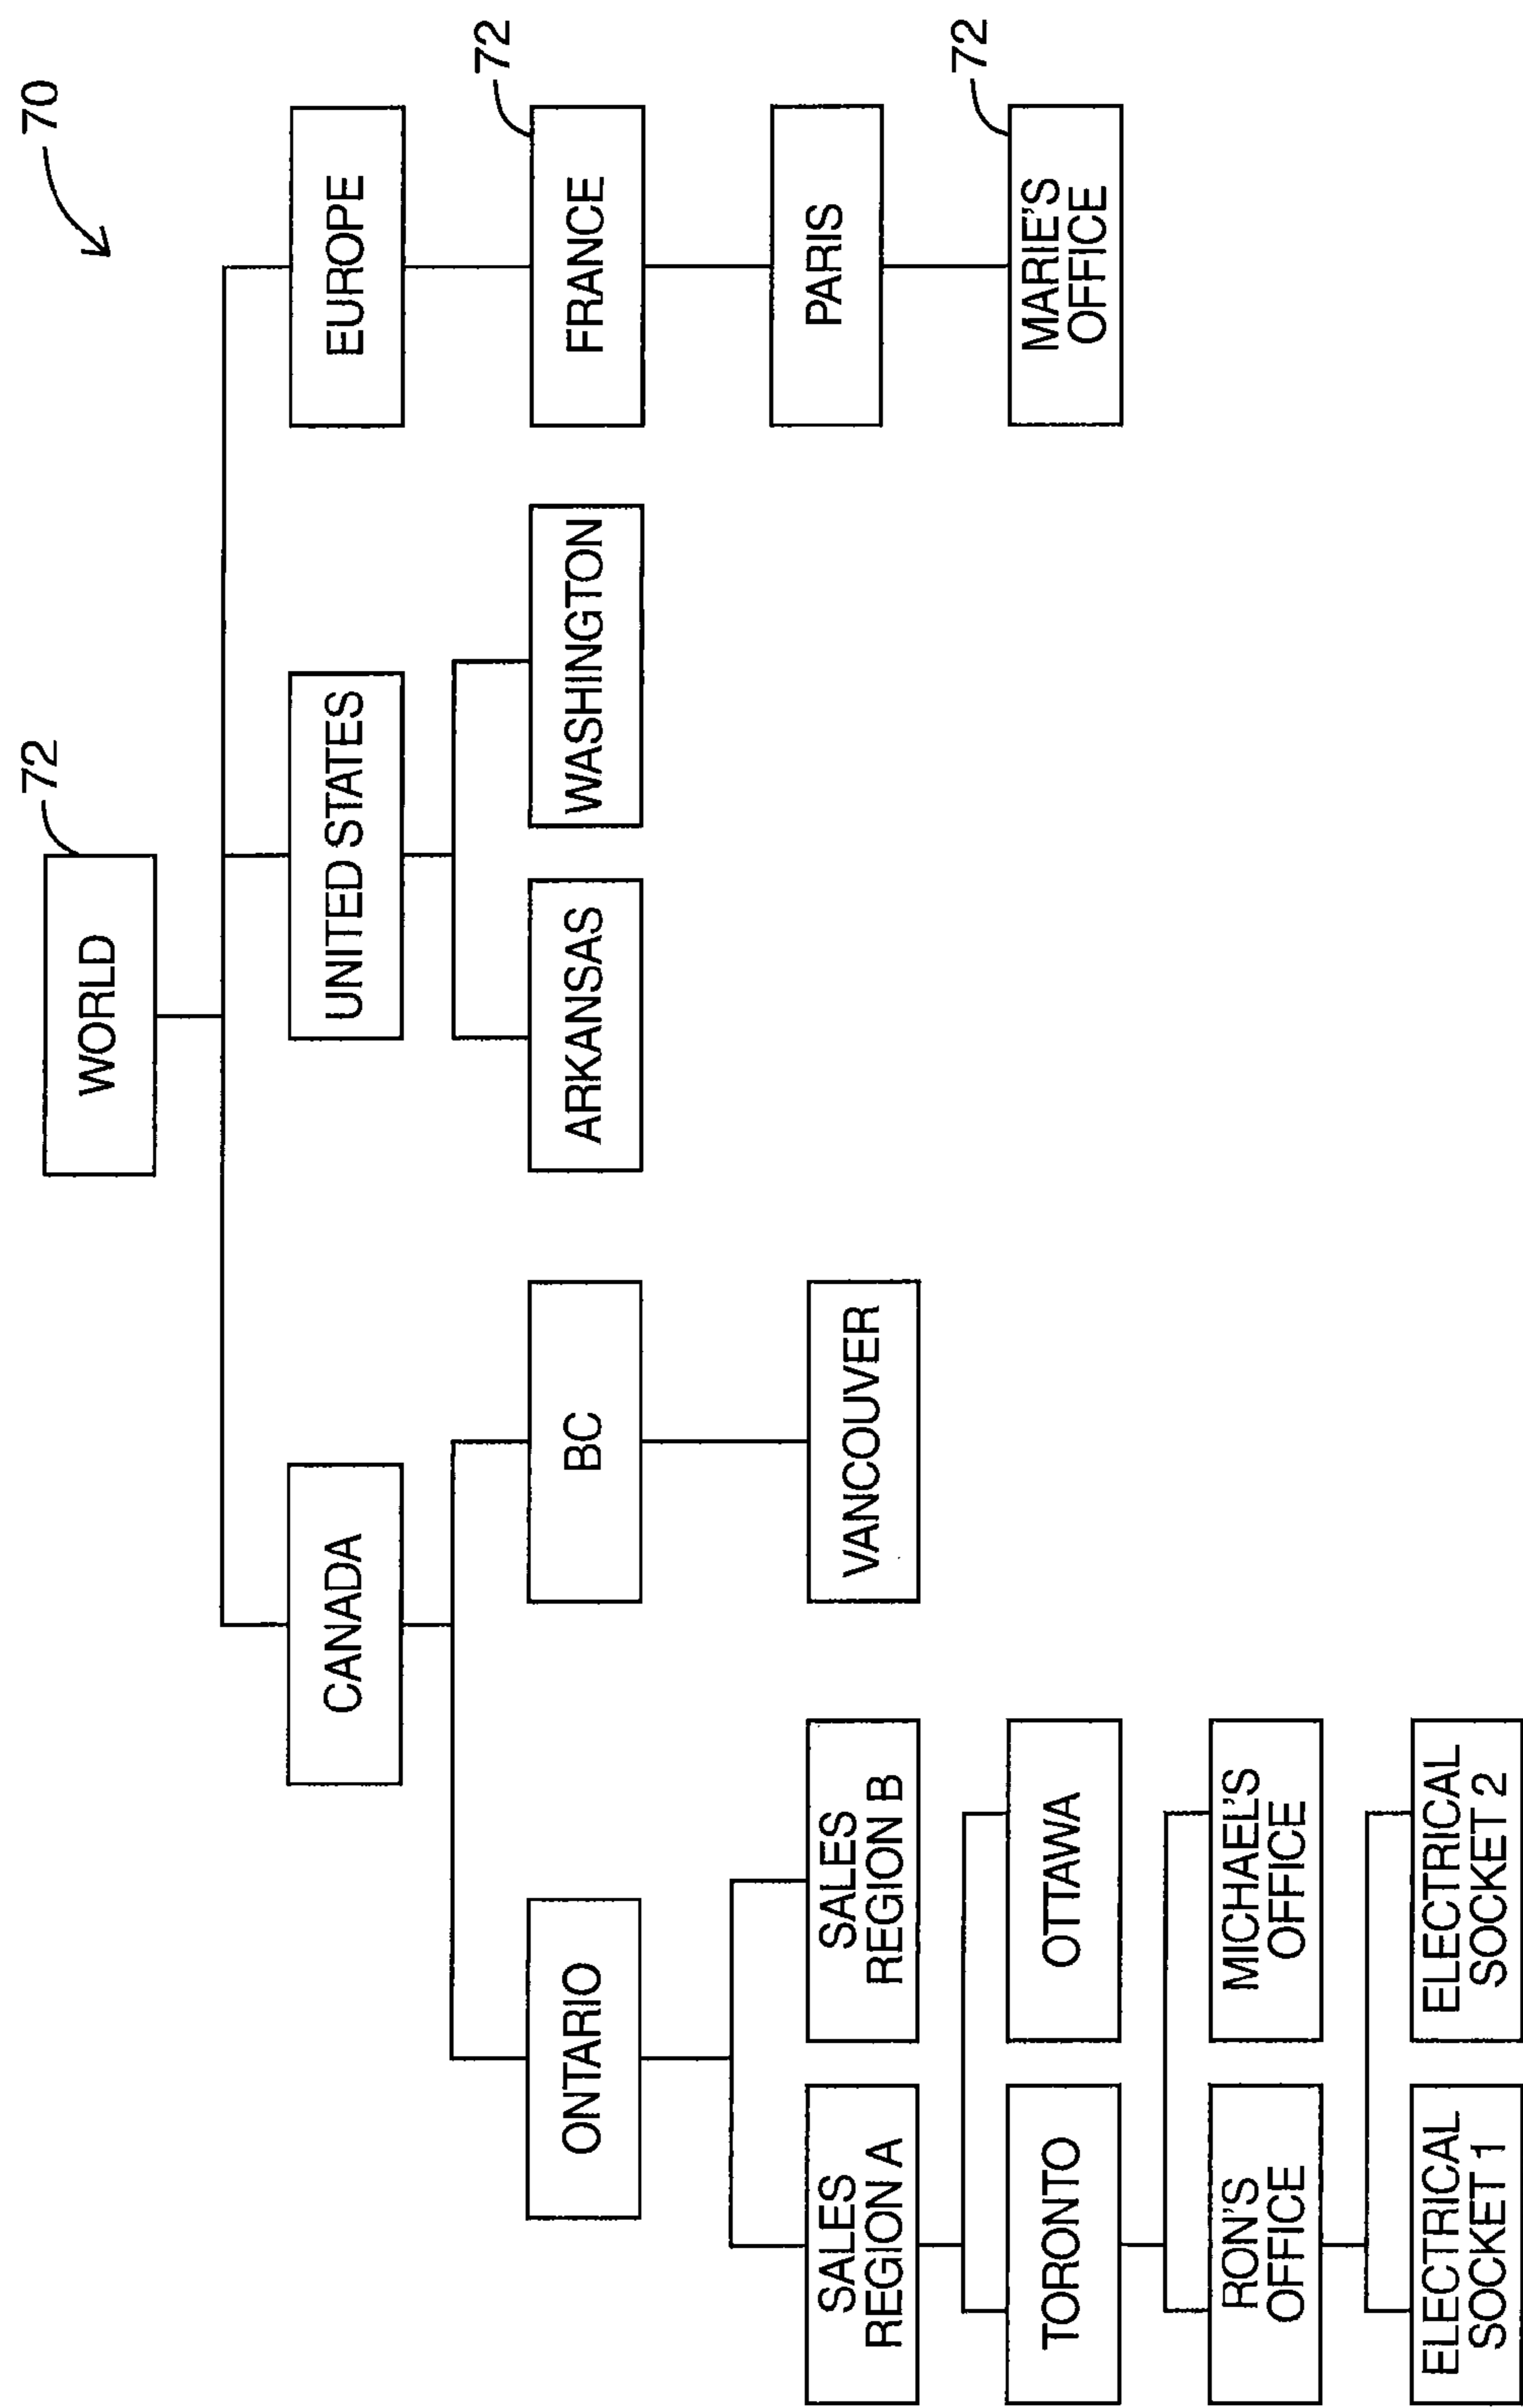 70
72
WORLD
CANADA
UNITED STATES
EUROPE
72
ONTARIO
BC
ARKANSAS
WASHINGTON
FRANCE
SALES
REGION A
SALES
REGION B
VANCOUVER
PARIS
72
TORONTO
OTTAWA
MARIE'S
OFFICE
RON'S
OFFICE
MICHAEL'S
OFFICE
ELECTRICAL
SOCKET 1
ELECTRICAL
SOCKET 2